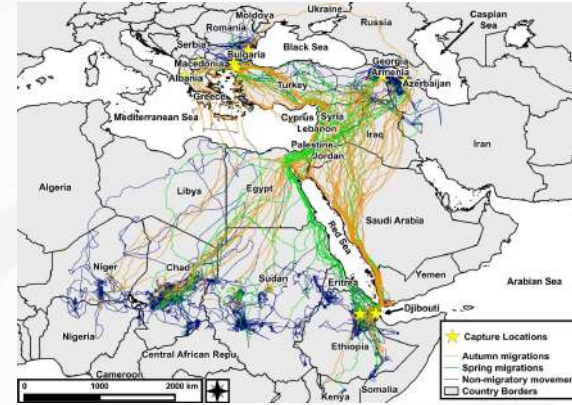 Moldova
Ukraine
Romania
Russia
Caspian
Sea
Serbia
Black Sea
Bulgaria
Georgia
Macedonia
Armenia
Albania
Azerbaijan
Turkey
Greece
Cyprus
Syria
Lebanon
Mediterranean Sea
Iraq
Iran
Palestine
Jordan
Algeria
Libya
Egypt
Saudi Arabia
Red Sea
Niger
Chad
Sudan
Eritrea
Yemen
Arabian Sea
Djibouti
Nigeria
Ethiopia
Central African Repu
Cameroon
Somalia
Kenya
Capture Locations
Autumn migrations
Spring migrations
Non-migratory movement
Country Borders
0 1000 2000 km